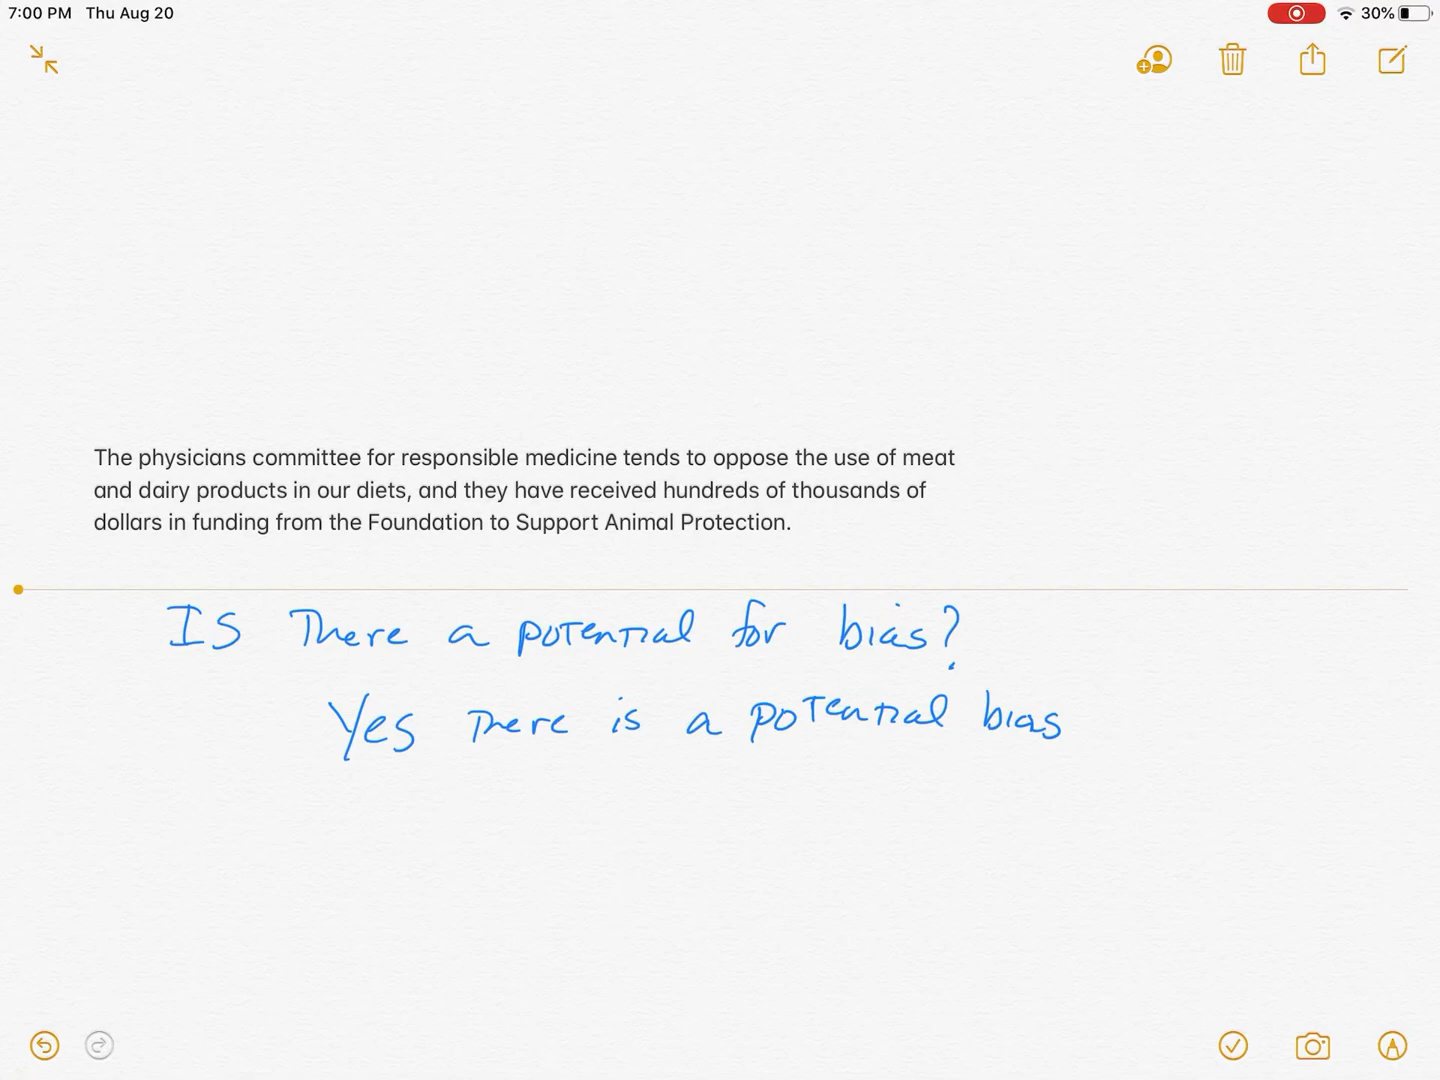 7:00 PM Thu Aug 20 30%
The physicians committee for responsible medicine tends to oppose the use of meat
and dairy products in our diets, and they have received hundreds of thousands of
dollars in funding from the Foundation to Support Animal Protection.
Is There a potential for bias?
Yes There is a potential bias